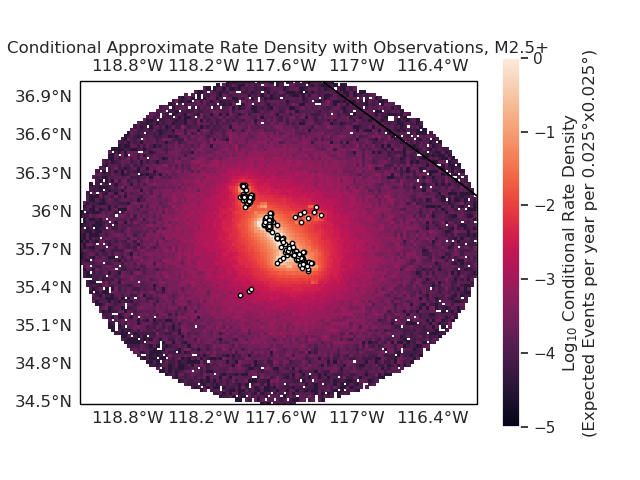 Conditional Approximate Rate Density with Observations, M2.5+
118.8°W 118.2°W 117.6°W 117°W 116.4°W
36.9°N
36.6°N
36.3°N
36°N
35.7°N
35.4°N
35.1°N
34.8°N
34.5°N
118.8°W 118.2°W 117.6°W 117°W 116.4°W
0
−1
−2
−3
−4
−5
Log₁₀ Conditional Rate Density
(Expected Events per year per 0.025°x0.025°)